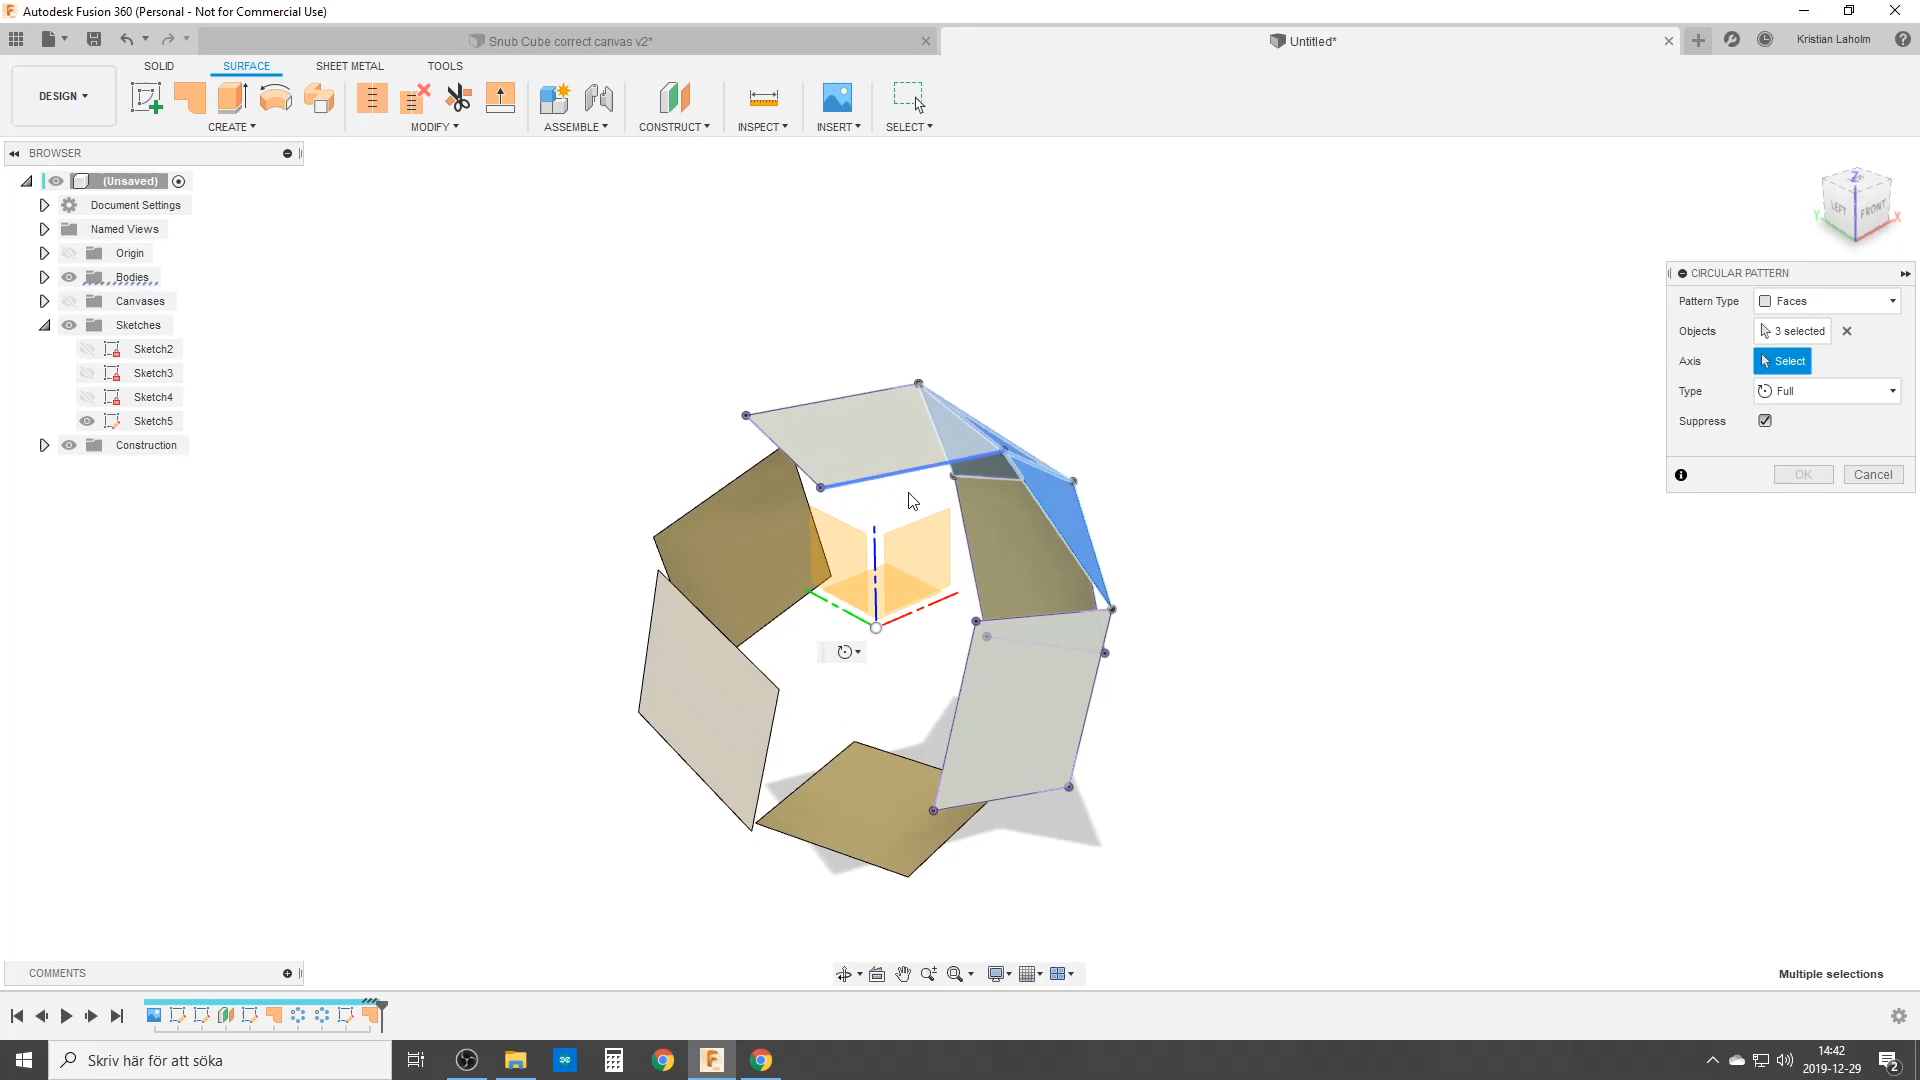 Autodesk Fusion 360 (Personal - Not for Commercial Use)
Snub Cube correct canvas v2*
Untitled*
Kristian Laholm
SOLID
SURFACE
SHEET METAL
TOOLS
DESIGN
CREATE
MODIFY
ASSEMBLE
CONSTRUCT
INSPECT
INSERT
SELECT
BROWSER
(Unsaved)
Document Settings
Named Views
Origin
Bodies
Canvases
Sketches
Sketch2
Sketch3
Sketch4
Sketch5
Construction
Z
LEFT
FRONT
Y
X
CIRCULAR PATTERN
Pattern Type
Faces
Objects
3 selected
Axis
Select
Type
Full
Suppress
OK
Cancel
COMMENTS
Multiple selections
Skriv här för att söka
14:42
2019-12-29
2